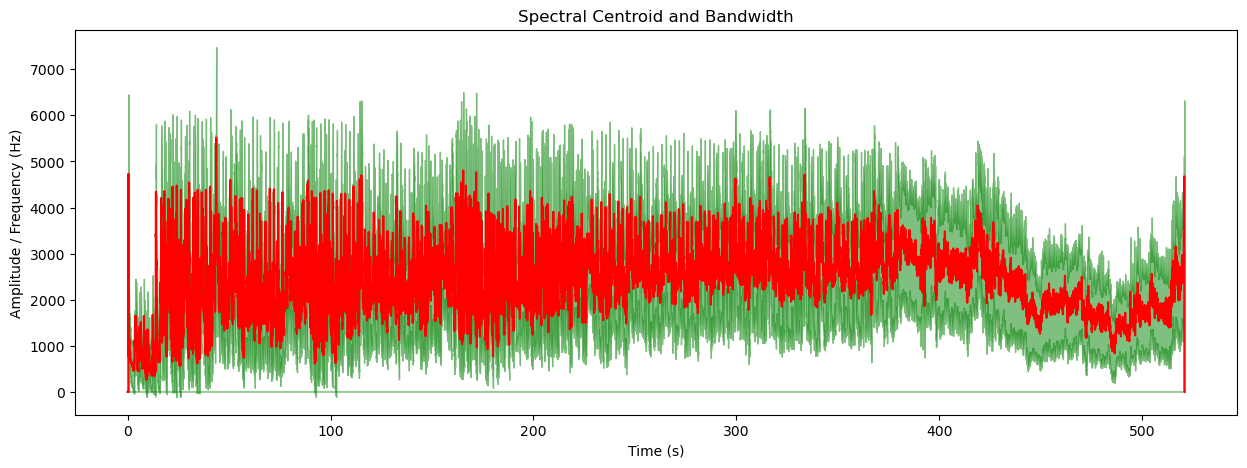 Spectral Centroid and Bandwidth
Amplitude / Frequency (Hz)
7000
6000
5000
4000
3000
2000
1000
0
0 100 200 300 400 500
Time (s)